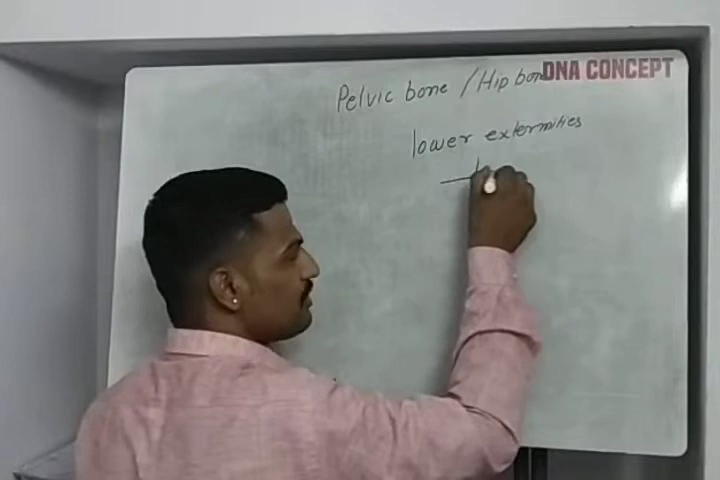 Pelvic bone / Hip bon
DNA CONCEPT
lower extermities